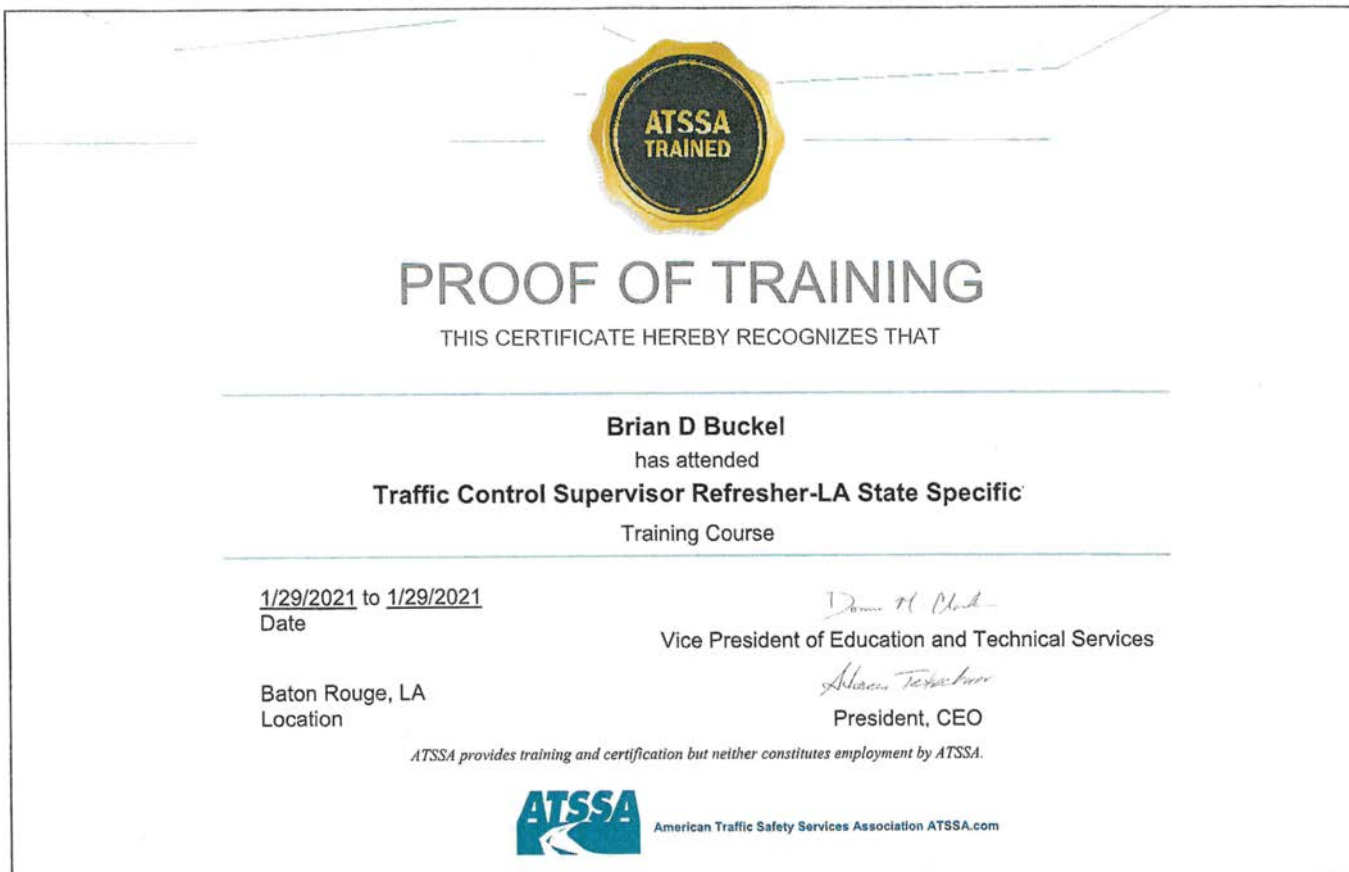 ATSSA
TRAINED
PROOF OF TRAINING
THIS CERTIFICATE HEREBY RECOGNIZES THAT
Brian D Buckel
has attended
Traffic Control Supervisor Refresher-LA State Specific
Training Course
1/29/2021 to 1/29/2021
Date
Donna M Clark
Vice President of Education and Technical Services
Baton Rouge, LA
Location
President, CEO
ATSSA provides training and certification but neither constitutes employment by ATSSA.
ATSSA
American Traffic Safety Services Association ATSSA.com